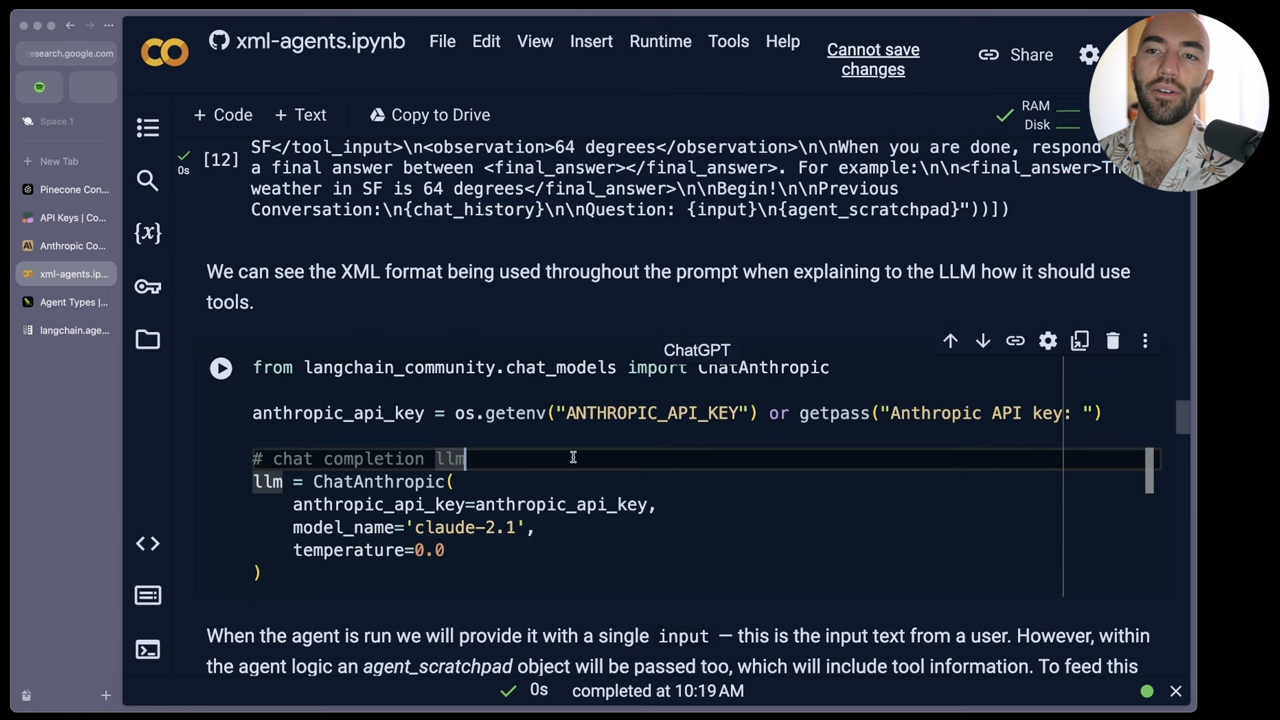 xml-agents.ipynb
File Edit View Insert Runtime Tools Help
Cannot save
changes
Share
research.google.com
Space 1
New Tab
Pinecone Con...
API Keys | Co...
Anthropic Co...
xml-agents.ip...
Agent Types |...
langchain.age...
+ Code + Text
Copy to Drive
RAM
Disk
[12]
0s
SF</tool_input>\n<observation>64 degrees</observation>\n\nWhen you are done, respond
a final answer between <final_answer></final_answer>. For example:\n\n<final_answer>Th
weather in SF is 64 degrees</final_answer>\n\nBegin!\n\nPrevious
Conversation:\n{chat_history}\n\nQuestion: {input}\n{agent_scratchpad}"))])
{x}
We can see the XML format being used throughout the prompt when explaining to the LLM how it should use
tools.
ChatGPT
from langchain_community.chat_models import ChatAnthropic
anthropic_api_key = os.getenv("ANTHROPIC_API_KEY") or getpass("Anthropic API key: ")
# chat completion llm
llm = ChatAnthropic(
anthropic_api_key=anthropic_api_key,
model_name='claude-2.1',
temperature=0.0
)
When the agent is run we will provide it with a single input — this is the input text from a user. However, within
the agent logic an agent_scratchpad object will be passed too, which will include tool information. To feed this
0s completed at 10:19 AM